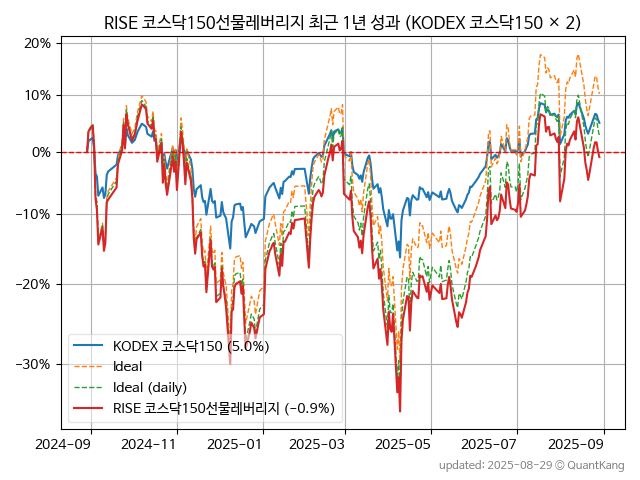 RISE 코스닥150선물레버리지 최근 1년 성과 (KODEX 코스닥150 × 2)
20%
10%
0%
−10%
−20%
−30%
KODEX 코스닥150 (5.0%)
Ideal
Ideal (daily)
RISE 코스닥150선물레버리지 (−0.9%)
2024-09 2024-11 2025-01 2025-03 2025-05 2025-07 2025-09
updated: 2025-08-29 © QuantKang